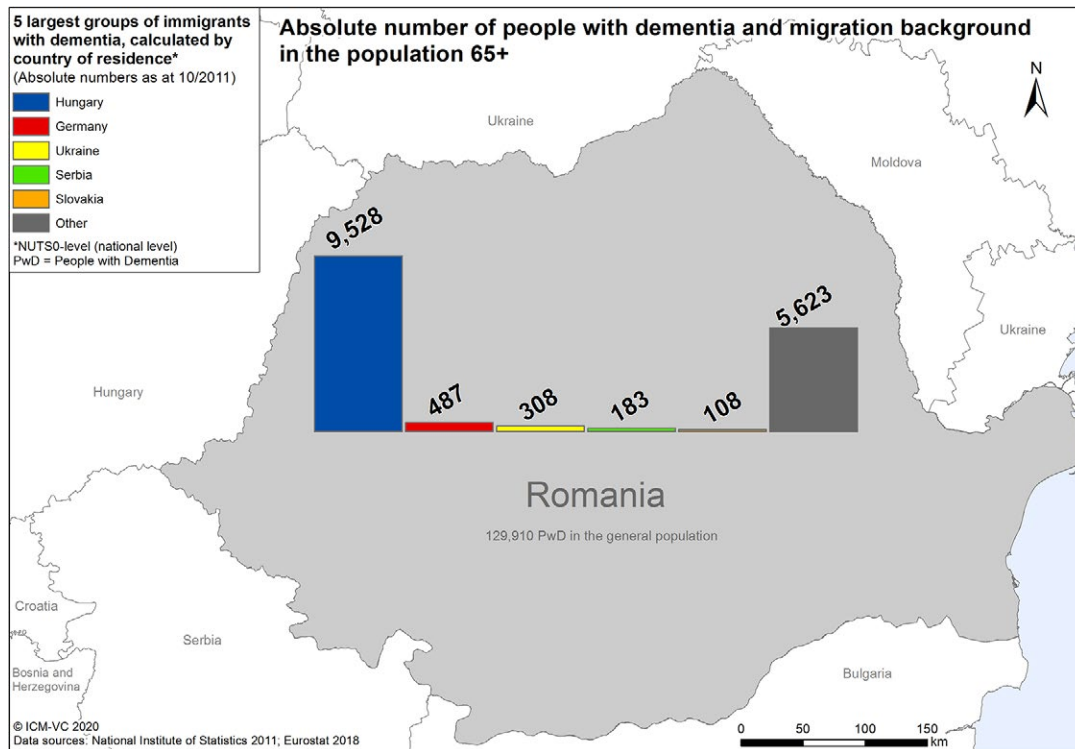 5 largest groups of immigrants
with dementia, calculated by
country of residence*
(Absolute numbers as at 10/2011)
Hungary
Germany
Ukraine
Serbia
Slovakia
Other
*NUTS0-level (national level)
PwD = People with Dementia
Absolute number of people with dementia and migration background
in the population 65+
N
Ukraine
Moldova
Ukraine
Hungary
9,528
487
308
183
108
5,623
Romania
129,910 PwD in the general population
Croatia
Serbia
Bosnia and
Herzegovina
Bulgaria
© ICM-VC 2020
Data sources: National Institute of Statistics 2011; Eurostat 2018
0 50 100 150
km